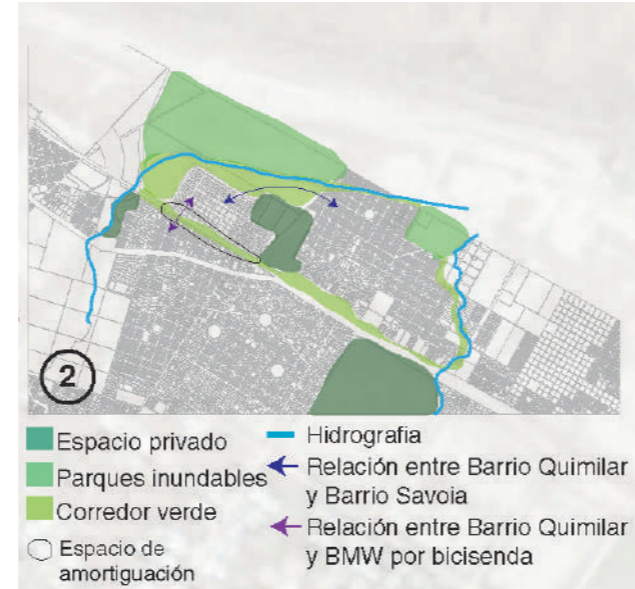 2
Espacio privado
Parques inundables
Corredor verde
Espacio de
amortiguación
Hidrografia
Relación entre Barrio Quimilar
y Barrio Savoia
Relación entre Barrio Quimilar
y BMW por bicisenda